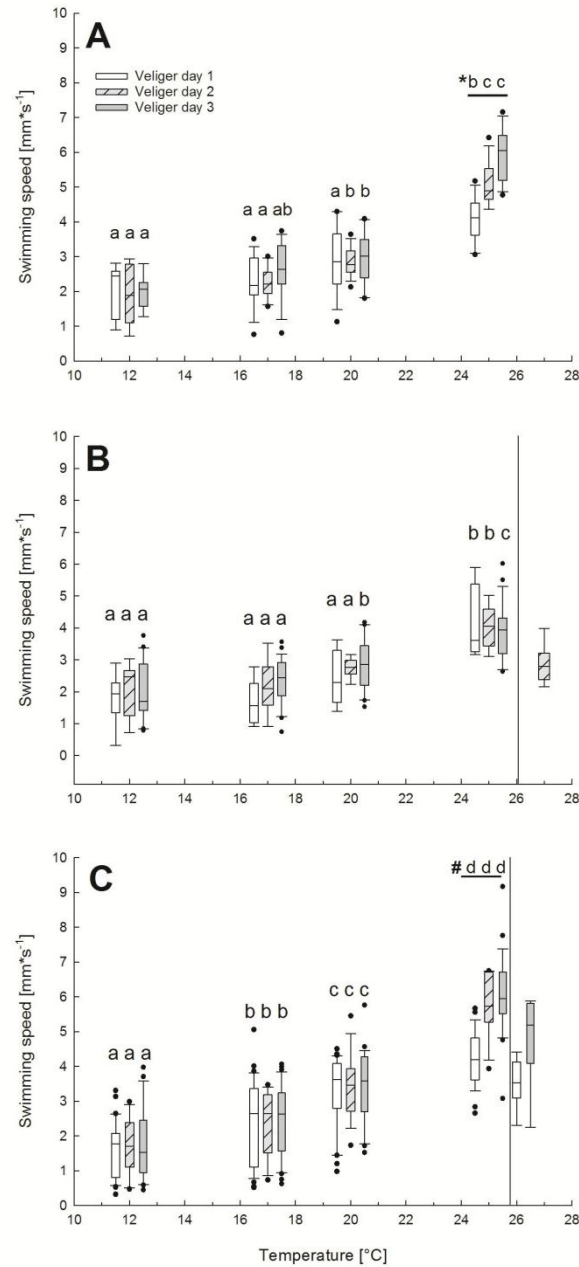 A
Swimming speed [mm*s-1]
10
9
8
7
6
5
4
3
2
1
0
Veliger day 1
Veliger day 2
Veliger day 3
a a a
a a ab
a b b
*b c c
10 12 14 16 18 20 22 24 26 28
B
Swimming speed [mm*s-1]
10
9
8
7
6
5
4
3
2
1
0
a a a
a a a
a a b
b b c
10 12 14 16 18 20 22 24 26 28
C
Swimming speed [mm*s-1]
10
9
8
7
6
5
4
3
2
1
0
a a a
b b b
c c c
#d d d
10 12 14 16 18 20 22 24 26 28
Temperature [°C]